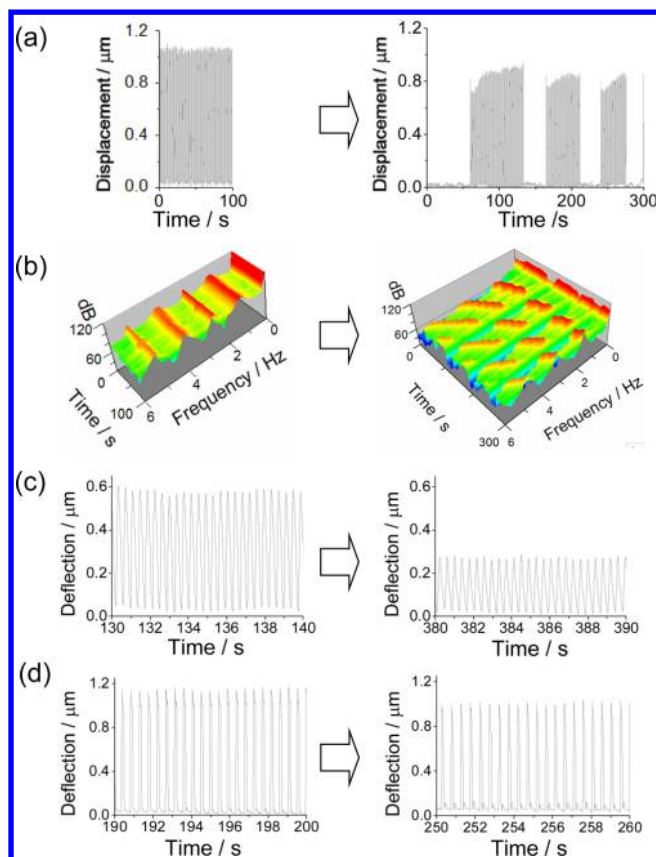 (a)
Displacement / μm
1.2
0.8
0.4
0.0
0
100
Time / s
Displacement / μm
1.2
0.8
0.4
0.0
0
100
200
300
Time /s
(b)
dB
120
60
0
100
Time / s
6
4
2
0
Frequency / Hz
dB
120
60
0
300
Time / s
6
4
2
0
Frequency / Hz
(c)
Deflection / μm
0.6
0.4
0.2
0.0
130 132 134 136 138 140
Time / s
Deflection / μm
0.6
0.4
0.2
0.0
380 382 384 386 388 390
Time / s
(d)
Deflection / μm
1.2
0.8
0.4
0.0
190 192 194 196 198 200
Time / s
Deflection / μm
1.2
0.8
0.4
0.0
250 252 254 256 258 260
Time / s